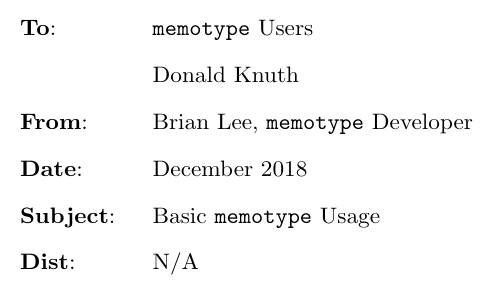 To: memotype Users
Donald Knuth
From: Brian Lee, memotype Developer
Date: December 2018
Subject: Basic memotype Usage
Dist: N/A